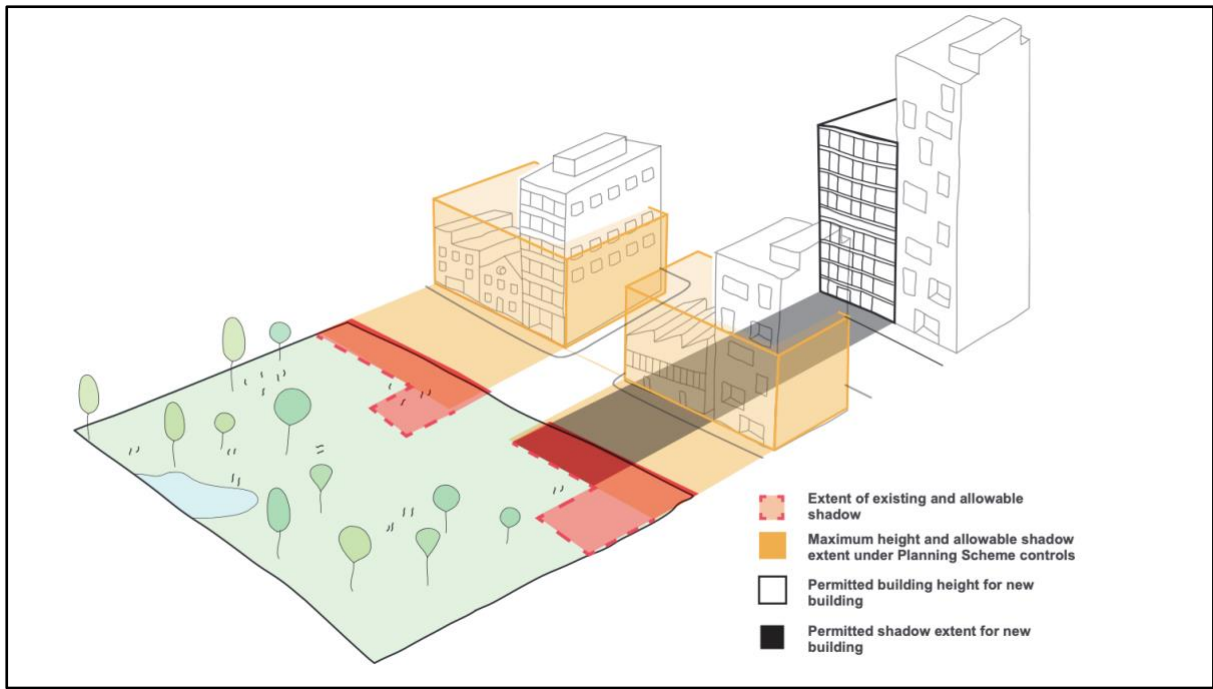 Extent of existing and allowable
shadow
Maximum height and allowable shadow
extent under Planning Scheme controls
Permitted building height for new
building
Permitted shadow extent for new
building